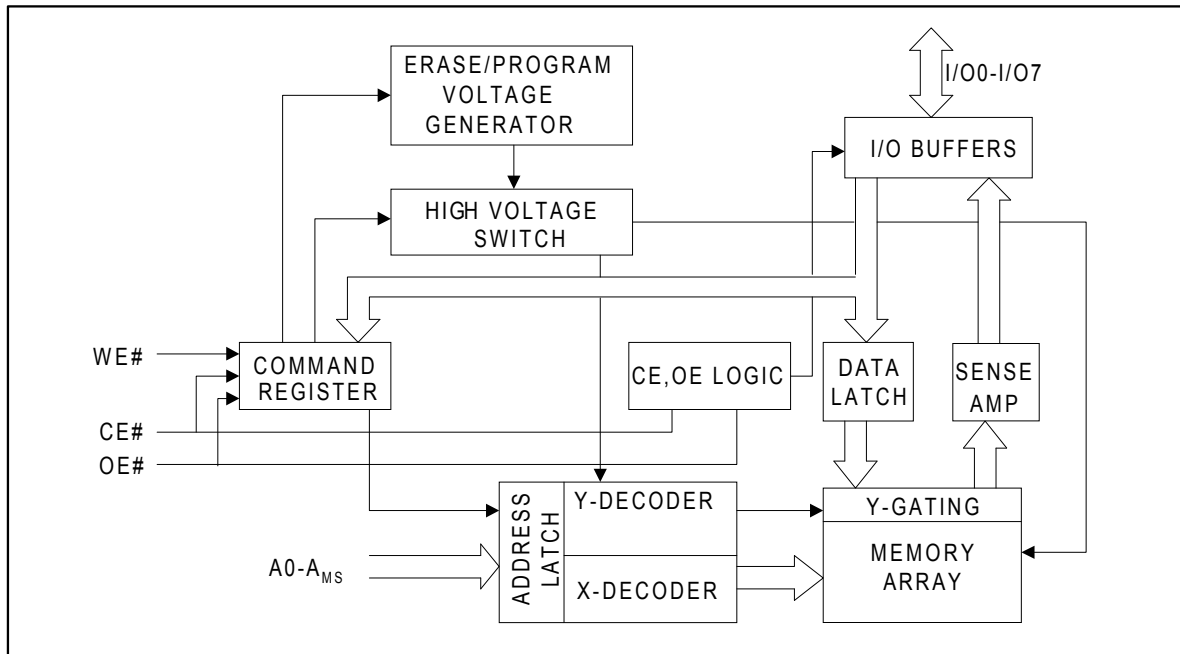 ERASE/PROGRAM
VOLTAGE
GENERATOR
I/O0-I/O7
I/O BUFFERS
HIGH VOLTAGE
SWITCH
WE#
COMMAND
REGISTER
CE,OE LOGIC
DATA
LATCH
SENSE
AMP
CE#
OE#
ADDRESS
LATCH
Y-DECODER
Y-GATING
A0-AMS
X-DECODER
MEMORY
ARRAY